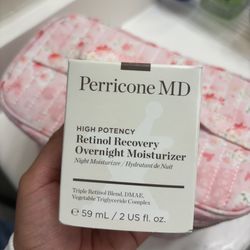 Perricone MD
HIGH POTENCY
Retinol Recovery
Overnight Moisturizer
Night Moisturizer / Hydratant de Nuit
Triple Retinol Blend, DMAE,
Vegetable Triglyceride Complex
e 59 mL / 2 US fl. oz.